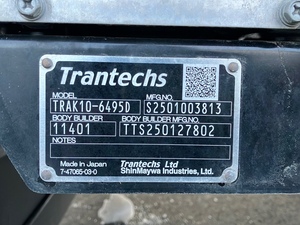 Trantechs
MODEL MFG.NO.
TRAK10-6495D S2501003813
BODY BUILDER BODY BUILDER MFG.NO.
11401 TTS250127802
NOTES
Made in Japan Trantechs Ltd
7-47065-03-0 ShinMaywa Industries, Ltd.